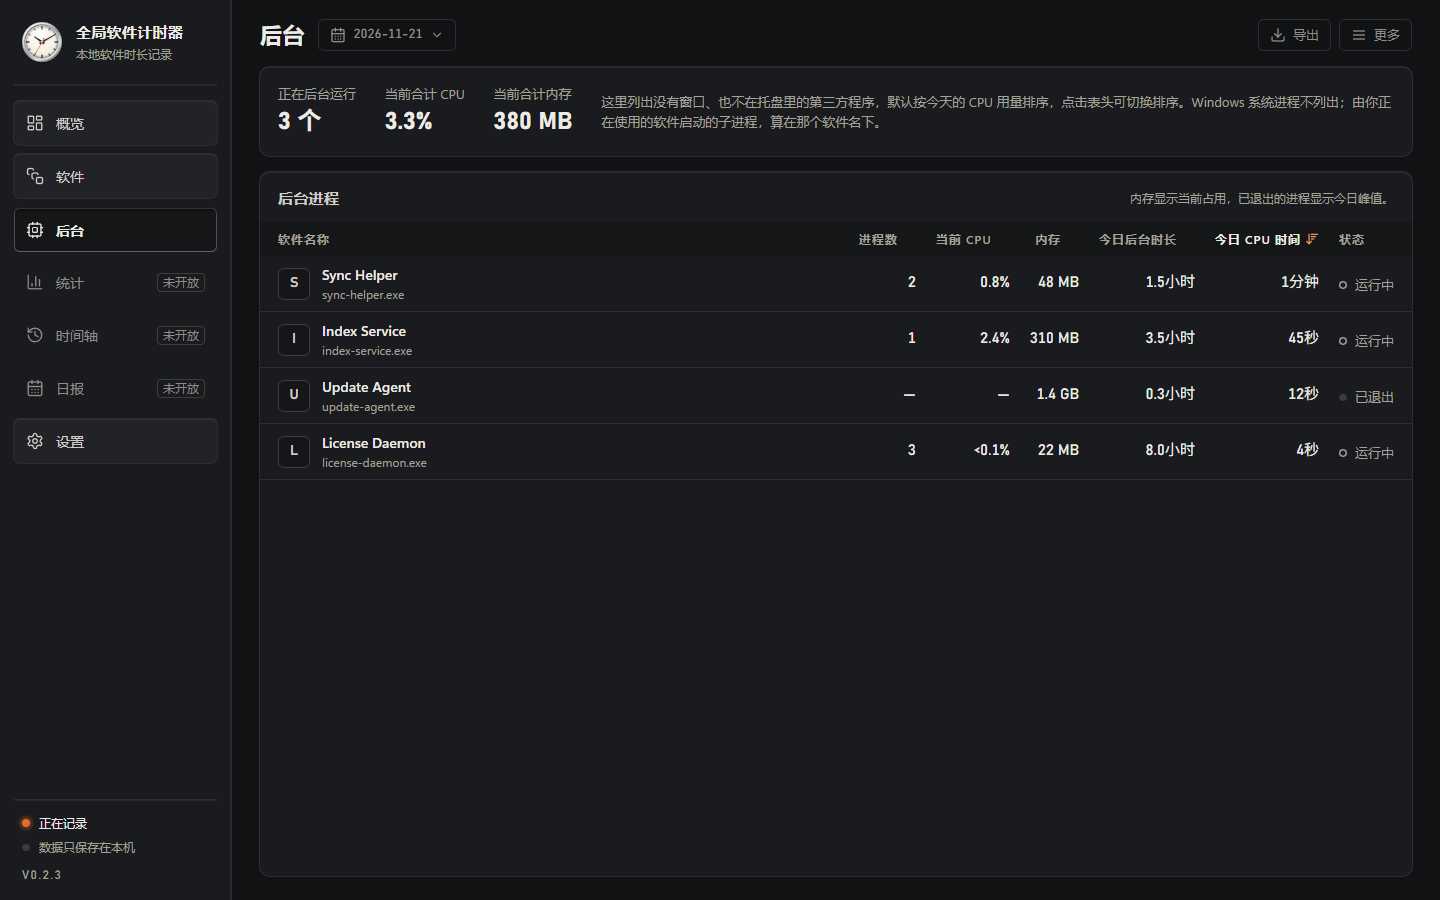 全局软件计时器
本地软件时长记录
概览
软件
后台
统计 未开放
时间轴 未开放
日报 未开放
设置
正在记录
数据只保存在本机
V0.2.3
后台 2026-11-21 导出 更多
正在后台运行 当前合计 CPU 当前合计内存
3 个 3.3% 380 MB
这里列出没有窗口、也不在托盘里的第三方程序，默认按今天的 CPU 用量排序，点击表头可切换排序。Windows 系统进程不列出；由你正
在使用的软件启动的子进程，算在那个软件名下。
后台进程 内存显示当前占用，已退出的进程显示今日峰值。
软件名称 进程数 当前 CPU 内存 今日后台时长 今日 CPU 时间 状态
S Sync Helper 2 0.8% 48 MB 1.5小时 1分钟 运行中
sync-helper.exe
I Index Service 1 2.4% 310 MB 3.5小时 45秒 运行中
index-service.exe
U Update Agent — — 1.4 GB 0.3小时 12秒 已退出
update-agent.exe
L License Daemon 3 <0.1% 22 MB 8.0小时 4秒 运行中
license-daemon.exe